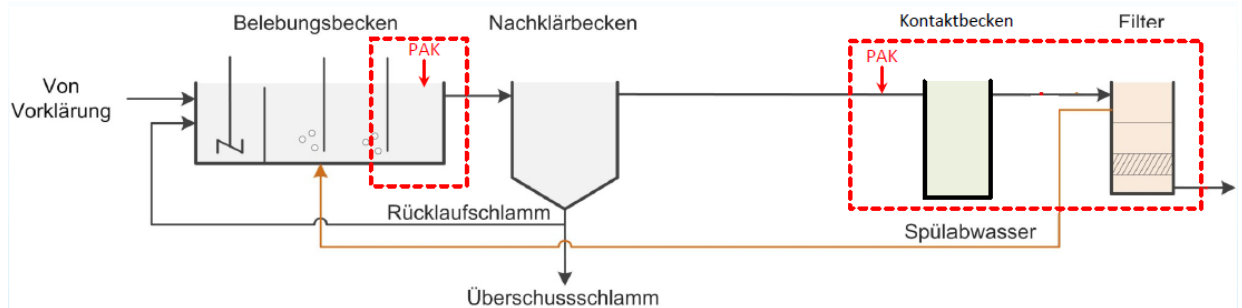 Belebungsbecken
Nachklärbecken
Kontaktbecken
Filter
PAK
PAK
Von
Vorklärung
Rücklaufschlamm
Spülabwasser
Überschussschlamm